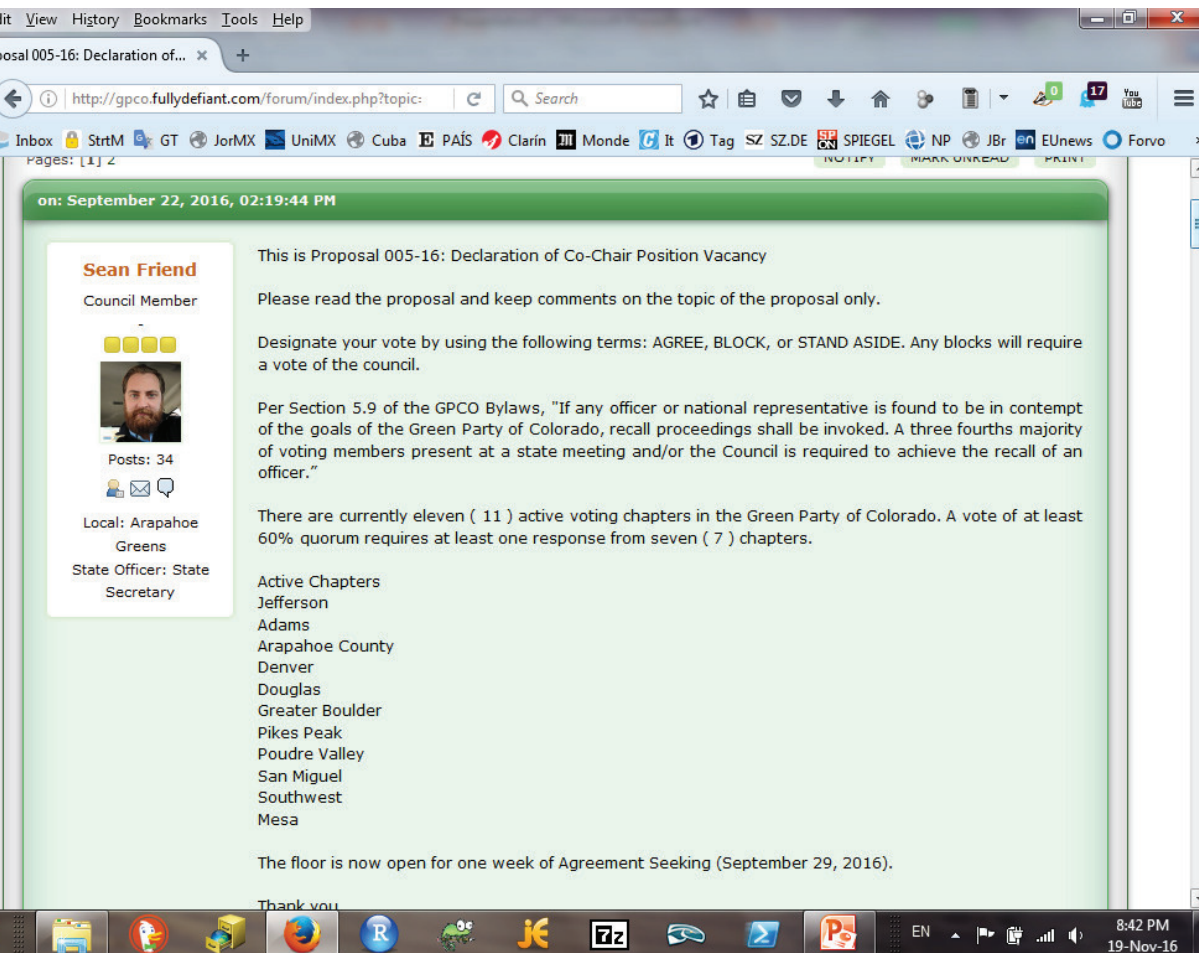 dit View History Bookmarks Tools Help
posal 005-16: Declaration of... × +
http://gpco.fullydefiant.com/forum/index.php?topic: Search 0 17 You Tube
Inbox StrtM GT JorMX UniMX Cuba E PAÍS Clarín M Monde It Tag SZ SZ.DE SP ON SPIEGEL NP JBr en EUnews Forvo
Pages: [1] 2 NOTIFY MARK UNREAD PRINT
on: September 22, 2016, 02:19:44 PM
Sean Friend
Council Member
-
Posts: 34
Local: Arapahoe
Greens
State Officer: State
Secretary
This is Proposal 005-16: Declaration of Co-Chair Position Vacancy
Please read the proposal and keep comments on the topic of the proposal only.
Designate your vote by using the following terms: AGREE, BLOCK, or STAND ASIDE. Any blocks will require
a vote of the council.
Per Section 5.9 of the GPCO Bylaws, "If any officer or national representative is found to be in contempt
of the goals of the Green Party of Colorado, recall proceedings shall be invoked. A three fourths majority
of voting members present at a state meeting and/or the Council is required to achieve the recall of an
officer.”
There are currently eleven ( 11 ) active voting chapters in the Green Party of Colorado. A vote of at least
60% quorum requires at least one response from seven ( 7 ) chapters.
Active Chapters
Jefferson
Adams
Arapahoe County
Denver
Douglas
Greater Boulder
Pikes Peak
Poudre Valley
San Miguel
Southwest
Mesa
The floor is now open for one week of Agreement Seeking (September 29, 2016).
Thank you
R jE 7z P EN 8:42 PM
19-Nov-16